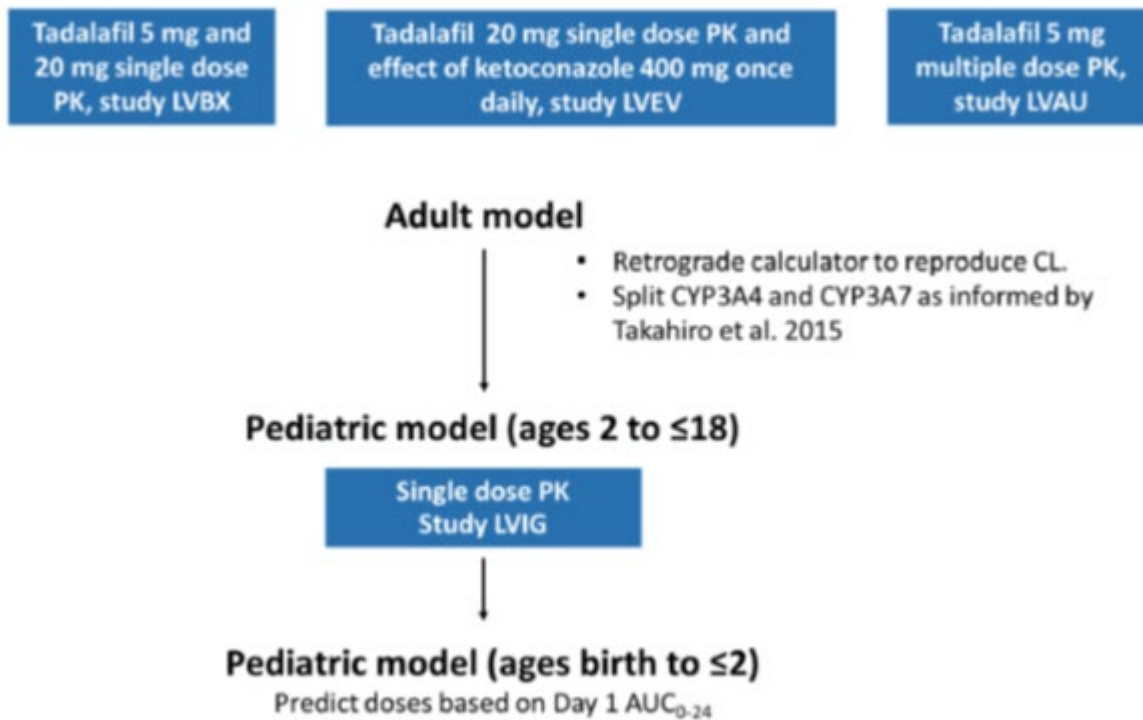 Tadalafil 5 mg and
20 mg single dose
PK, study LVBX
Tadalafil 20 mg single dose PK and
effect of ketoconazole 400 mg once
daily, study LVEV
Tadalafil 5 mg
multiple dose PK,
study LVAU
Adult model
• Retrograde calculator to reproduce CL.
• Split CYP3A4 and CYP3A7 as informed by
Takahiro et al. 2015
Pediatric model (ages 2 to ≤18)
Single dose PK
Study LVIG
Pediatric model (ages birth to ≤2)
Predict doses based on Day 1 AUC₀₋₂₄